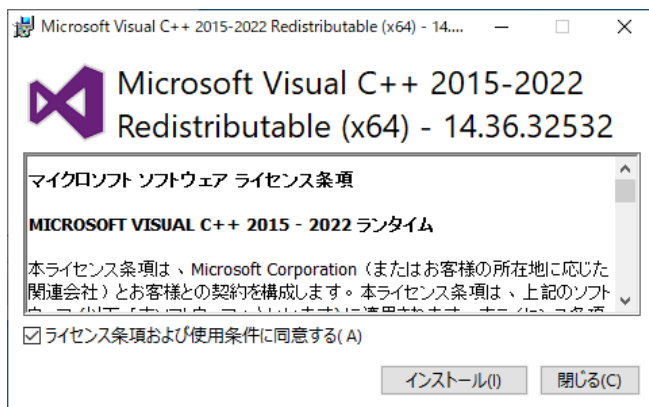 Microsoft Visual C++ 2015-2022 Redistributable (x64) - 14....
Microsoft Visual C++ 2015-2022
Redistributable (x64) - 14.36.32532
マイクロソフト ソフトウェア ライセンス条項
MICROSOFT VISUAL C++ 2015 - 2022 ランタイム
本ライセンス条項は、Microsoft Corporation（またはお客様の所在地に応じた
関連会社）とお客様との契約を構成します。本ライセンス条項は、上記のソフト
ライセンス条項および使用条件に同意する(A)
インストール(I)
閉じる(C)